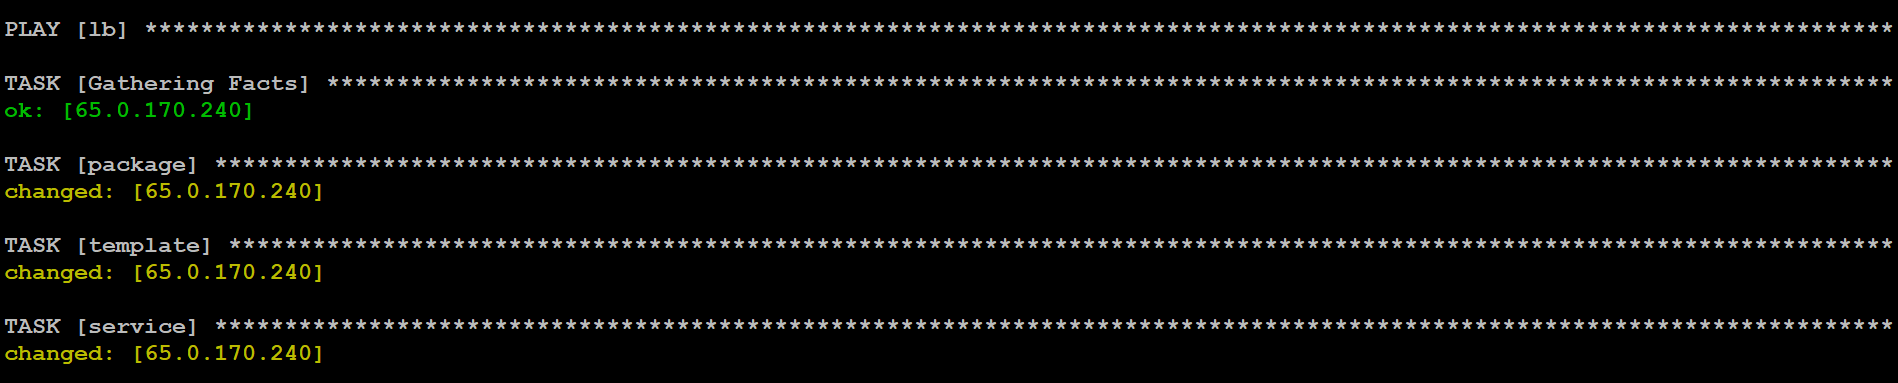 PLAY [lb] *****************************************************************************************************************************
TASK [Gathering Facts] ****************************************************************************************************************
ok: [65.0.170.240]
TASK [package] ************************************************************************************************************************
changed: [65.0.170.240]
TASK [template] ***********************************************************************************************************************
changed: [65.0.170.240]
TASK [service] ************************************************************************************************************************
changed: [65.0.170.240]